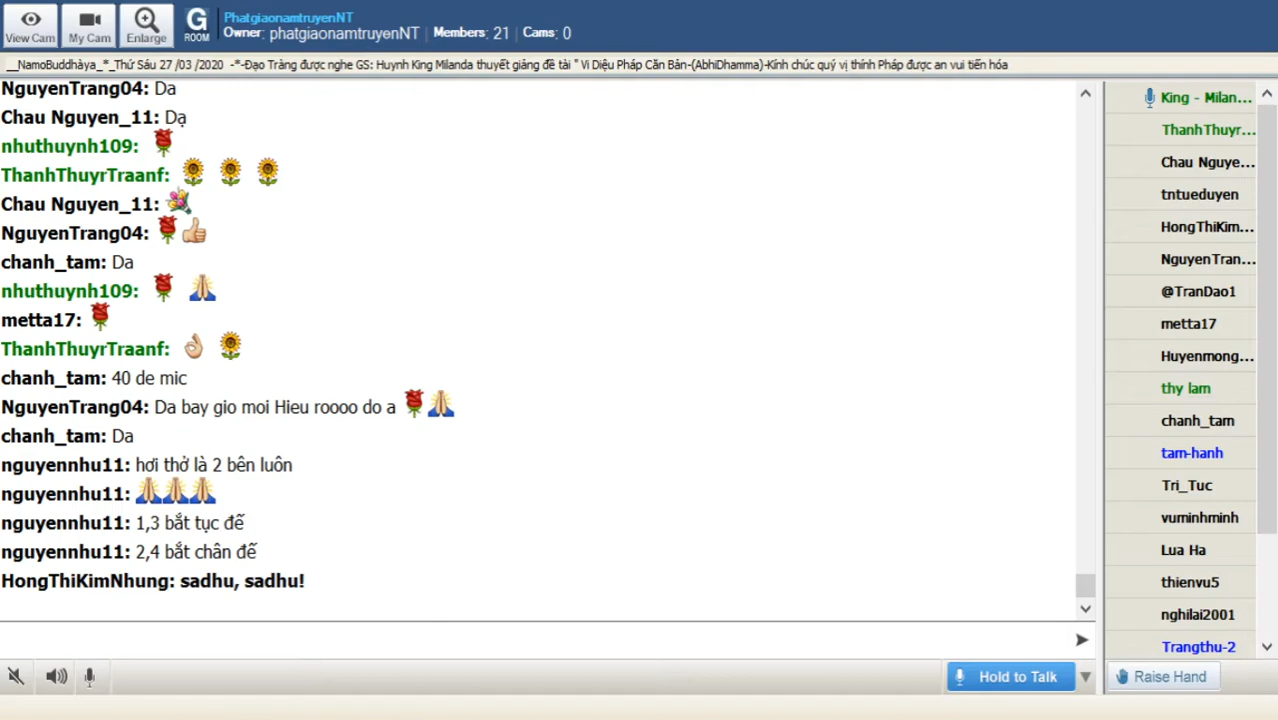 View Cam
My Cam
Enlarge
G
ROOM
PhatgiaonamtruyenNT
Owner: phatgiaonamtruyenNT | Members: 21 | Cams: 0
__NamoBuddhàya_*_Thứ Sáu 27 /03 /2020 -*-Đạo Tràng được nghe GS: Huynh King Milanda thuyết giảng đề tài " Vi Diệu Pháp Căn Bản-(AbhiDhamma)-Kính chúc quý vị thính Pháp được an vui tiến hóa
NguyenTrang04: Da
Chau Nguyen_11: Dạ
nhuthuynh109:
ThanhThuyrTraanf:
Chau Nguyen_11:
NguyenTrang04:
chanh_tam: Da
nhuthuynh109:
metta17:
ThanhThuyrTraanf:
chanh_tam: 40 de mic
NguyenTrang04: Da bay gio moi Hieu roooo do a
chanh_tam: Da
nguyennhu11: hơi thở là 2 bên luôn
nguyennhu11:
nguyennhu11: 1,3 bắt tục đế
nguyennhu11: 2,4 bắt chân đế
HongThiKimNhung: sadhu, sadhu!
King - Milan...
ThanhThuyr...
Chau Nguye...
tntueduyen
HongThiKim...
NguyenTran...
@TranDao1
metta17
Huyenmong...
thy lam
chanh_tam
tam-hanh
Tri_Tuc
vuminhminh
Lua Ha
thienvu5
nghilai2001
Trangthu-2
Hold to Talk
Raise Hand